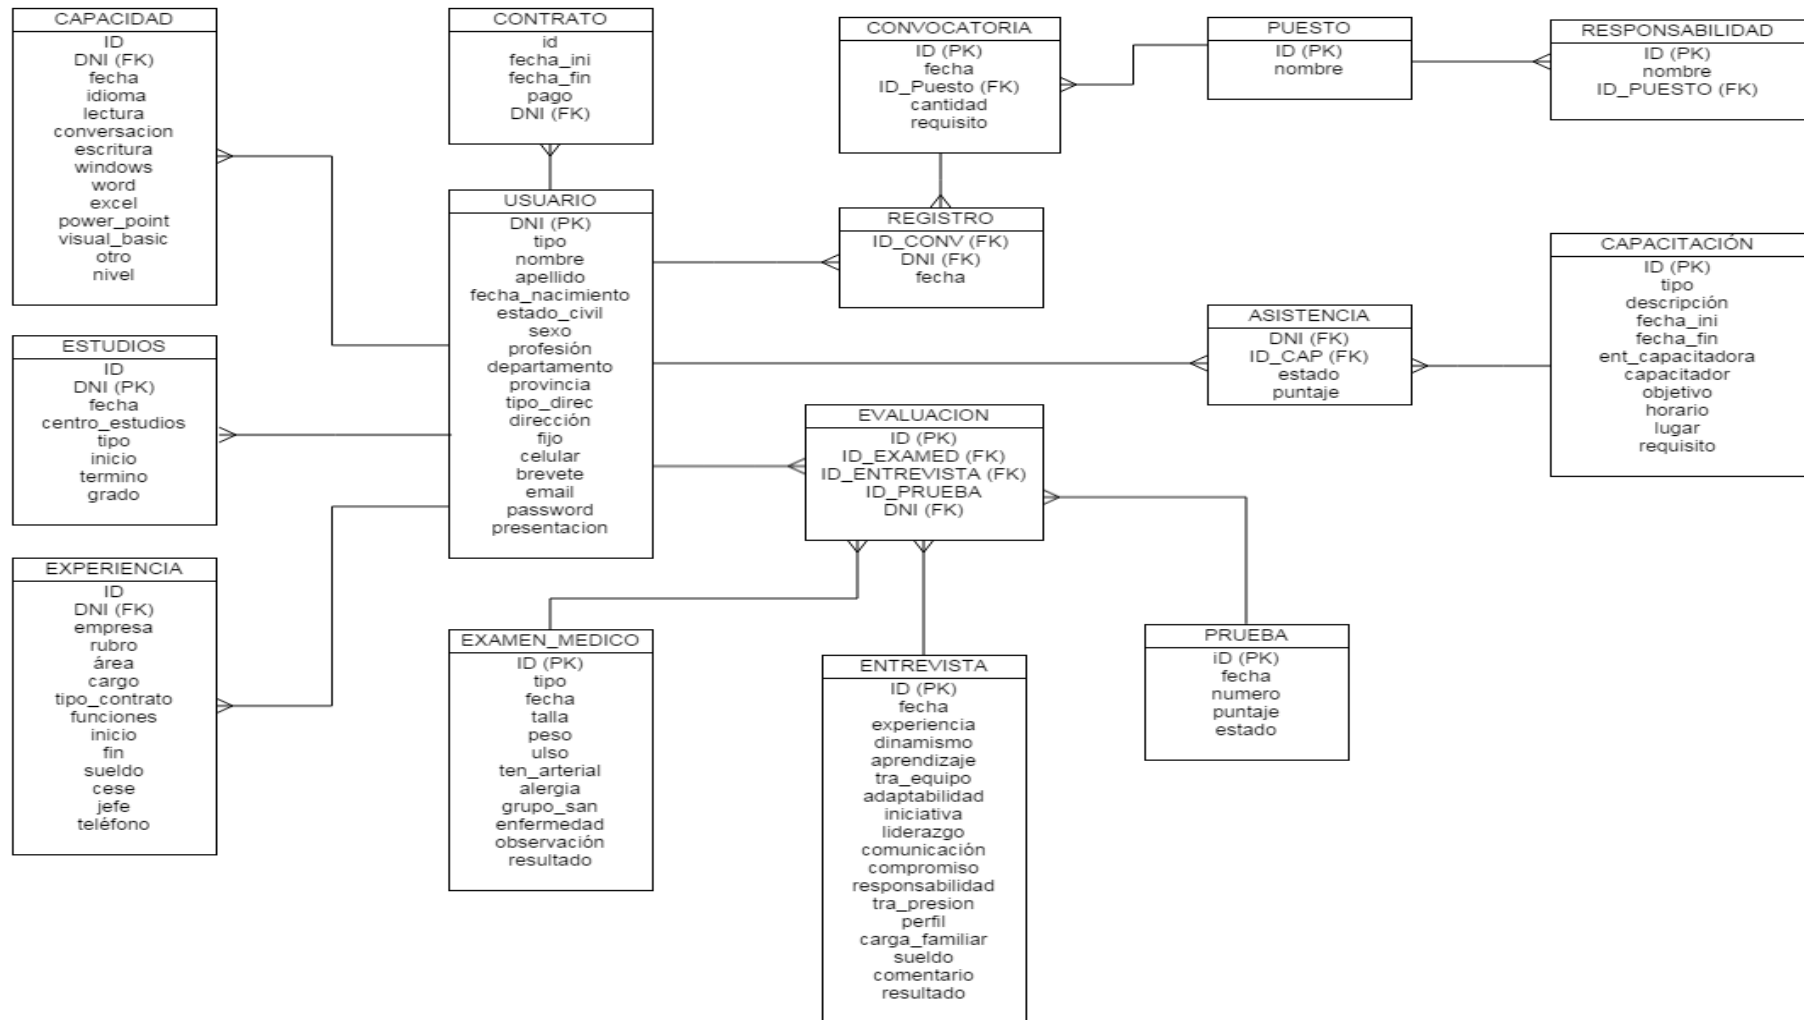 CAPACIDAD
ID
DNI (FK)
fecha
idioma
lectura
conversacion
escritura
windows
word
excel
power_point
visual_basic
otro
nivel
ESTUDIOS
ID
DNI (PK)
fecha
centro_estudios
tipo
inicio
termino
grado
EXPERIENCIA
ID
DNI (FK)
empresa
rubro
área
cargo
tipo_contrato
funciones
inicio
fin
sueldo
cese
jefe
teléfono
CONTRATO
id
fecha_ini
fecha_fin
pago
DNI (FK)
USUARIO
DNI (PK)
tipo
nombre
apellido
fecha_nacimiento
estado_civil
sexo
profesión
departamento
provincia
tipo_direc
dirección
fijo
celular
brevete
email
password
presentacion
EXAMEN_MEDICO
ID (PK)
tipo
fecha
talla
peso
ulso
ten_arterial
alergia
grupo_san
enfermedad
observación
resultado
CONVOCATORIA
ID (PK)
fecha
ID_Puesto (FK)
cantidad
requisito
REGISTRO
ID_CONV (FK)
DNI (FK)
fecha
EVALUACION
ID (PK)
ID_EXAMED (FK)
ID_ENTREVISTA (FK)
ID_PRUEBA
DNI (FK)
ENTREVISTA
ID (PK)
fecha
experiencia
dinamismo
aprendizaje
tra_equipo
adaptabilidad
iniciativa
liderazgo
comunicación
compromiso
responsabilidad
tra_presion
perfil
carga_familiar
sueldo
comentario
resultado
PUESTO
ID (PK)
nombre
ASISTENCIA
DNI (FK)
ID_CAP (FK)
estado
puntaje
PRUEBA
iD (PK)
fecha
numero
puntaje
estado
RESPONSABILIDAD
ID (PK)
nombre
ID_PUESTO (FK)
CAPACITACIÓN
ID (PK)
tipo
descripción
fecha_ini
fecha_fin
ent_capacitadora
capacitador
objetivo
horario
lugar
requisito